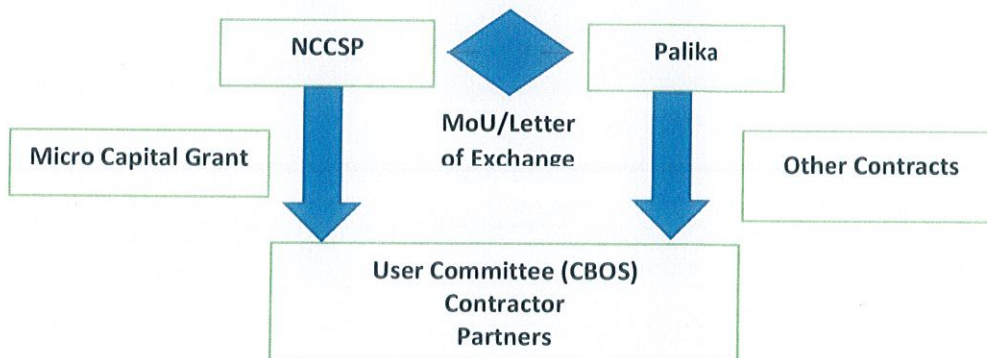 NCCSP
Palika
MoU/Letter
of Exchange
Micro Capital Grant
Other Contracts
User Committee (CBOS)
Contractor
Partners